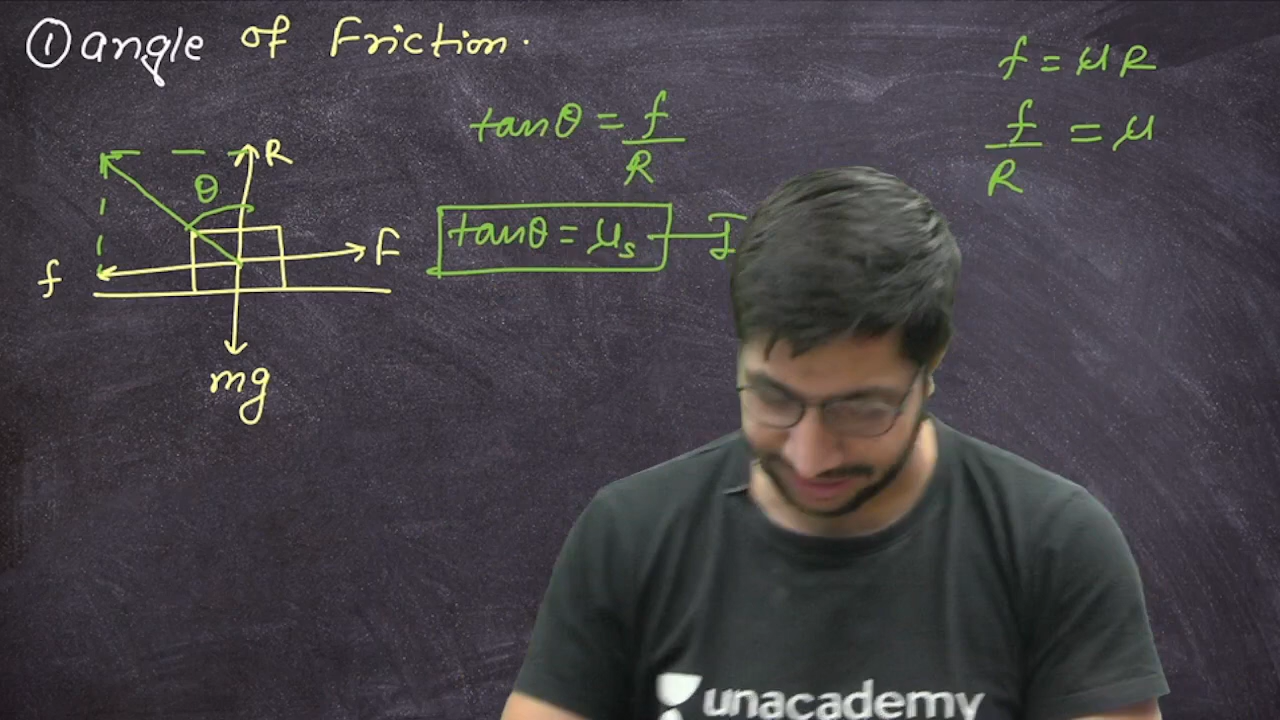 ① angle of Friction.
f = μR
tanθ = f/R
f/R = μ
R
θ
tanθ = μs
F
f
mg
unacademy